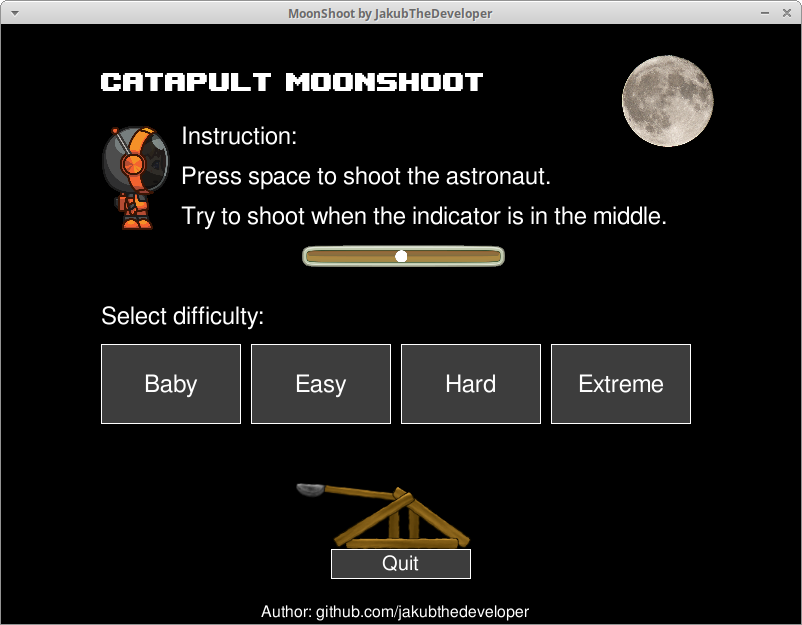 MoonShoot by JakubTheDeveloper
CATAPULT MOONSHOOT
Instruction:
Press space to shoot the astronaut.
Try to shoot when the indicator is in the middle.
Select difficulty:
Baby Easy Hard Extreme
Quit
Author: github.com/jakubthedeveloper